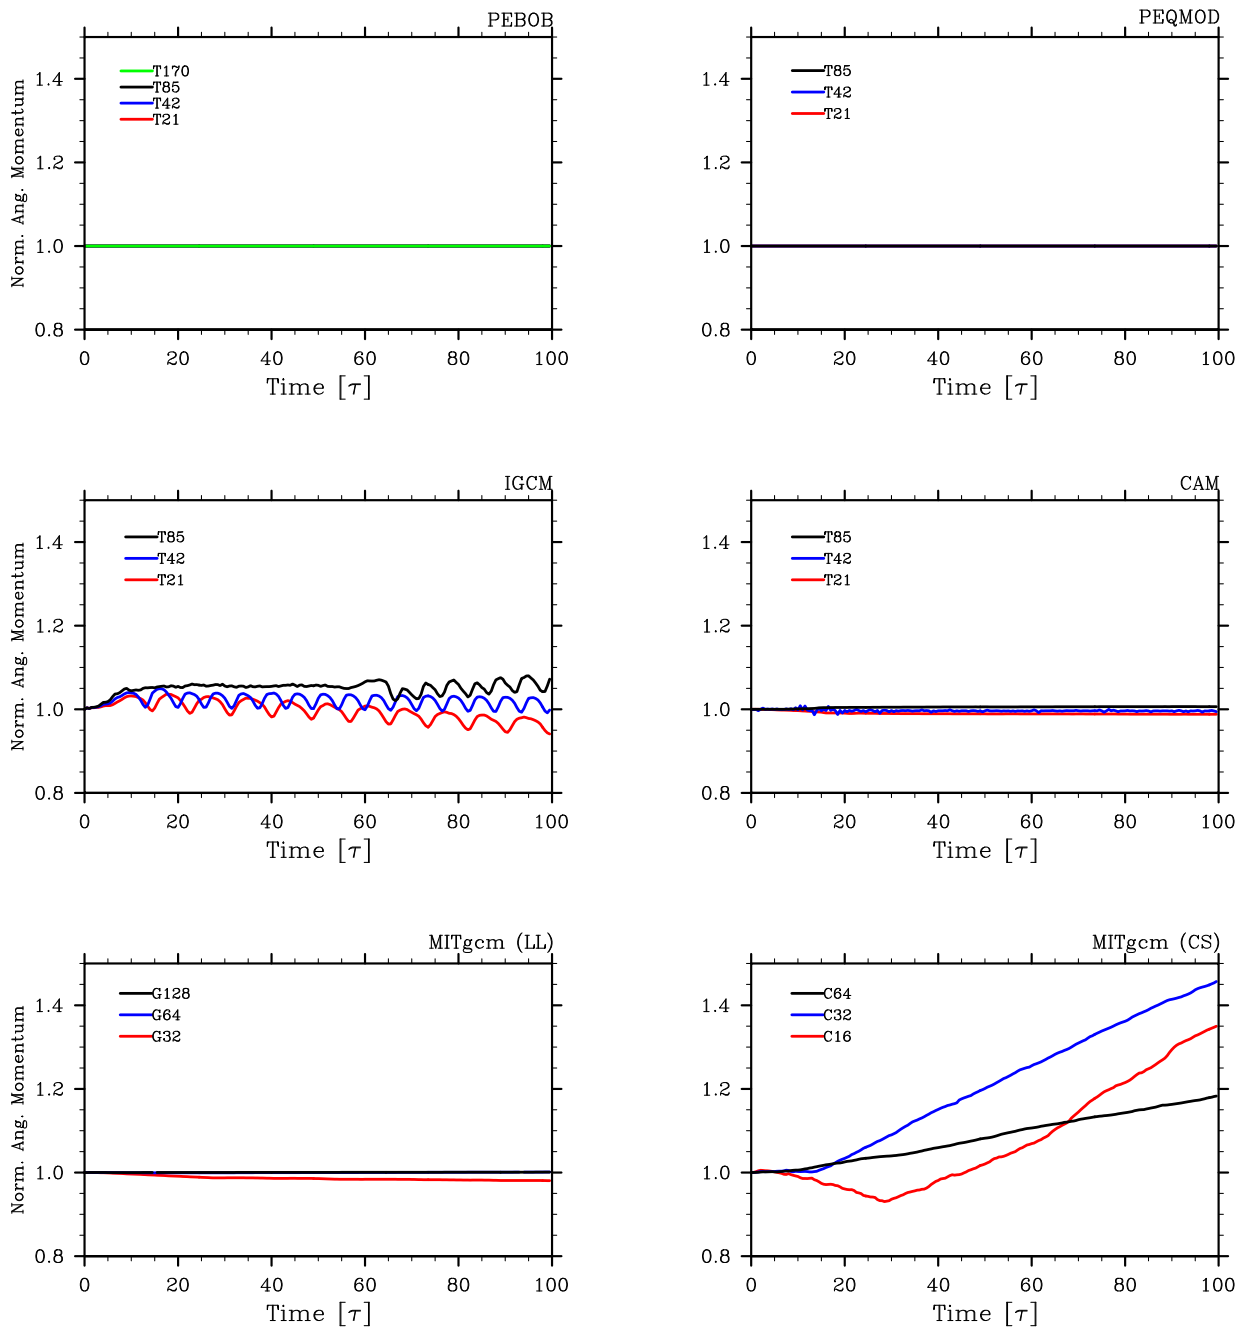 PEBOB
Norm. Ang. Momentum
1.4
1.2
1.0
0.8
T170
T85
T42
T21
0 20 40 60 80 100
Time [τ]
PEQMOD
1.4
1.2
1.0
0.8
T85
T42
T21
0 20 40 60 80 100
Time [τ]
IGCM
Norm. Ang. Momentum
1.4
1.2
1.0
0.8
T85
T42
T21
0 20 40 60 80 100
Time [τ]
CAM
1.4
1.2
1.0
0.8
T85
T42
T21
0 20 40 60 80 100
Time [τ]
MITgcm (LL)
Norm. Ang. Momentum
1.4
1.2
1.0
0.8
G128
G64
G32
0 20 40 60 80 100
Time [τ]
MITgcm (CS)
1.4
1.2
1.0
0.8
C64
C32
C16
0 20 40 60 80 100
Time [τ]